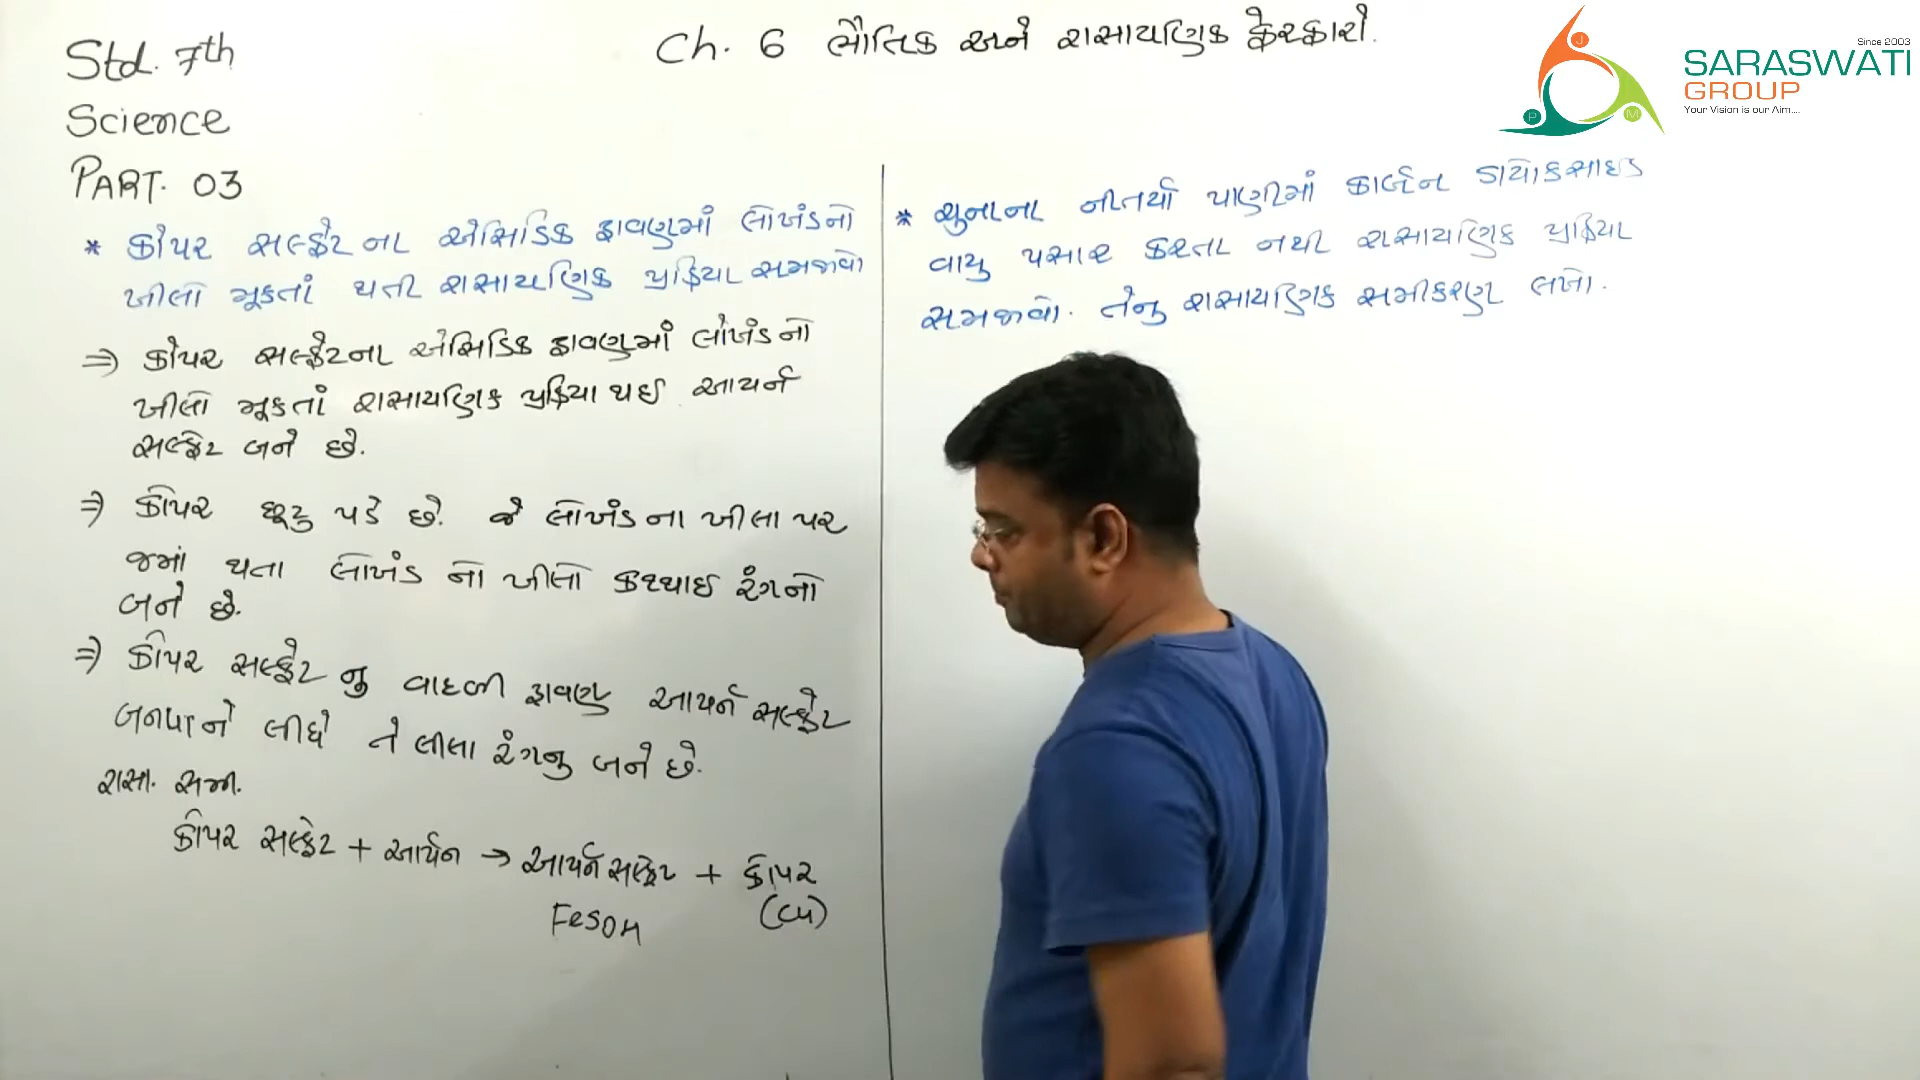 Std. 7th
Science
PART. 03
Ch. 6 ભૌતિક અને રાસાયણિક ફેરફારો.
Since 2003
SARASWATI
GROUP
Your Vision is our Aim....
J
P
M
* કોપર સલ્ફેટ ના એસિડિક દ્રાવણમાં લોખંડનો
ખીલો મૂકતાં થતી રાસાયણિક પ્રક્રિયા સમજાવો
⇒ કોપર સલ્ફેટના એસિડિક દ્રાવણમાં લોખંડનો
ખીલો મૂકતાં રાસાયણિક પ્રક્રિયા થઈ આયર્ન
સલ્ફેટ બને છે.
⇒ કોપર છૂટુ પડે છે. જે લોખંડ ના ખીલા પર
જમાં થતા લોખંડ નો ખીલો કથ્થાઈ રંગનો
બને છે.
⇒ કોપર સલ્ફેટ નુ વાદળી દ્રાવણ આયર્ન સલ્ફેટ
બનવાને લીધે તે લીલા રંગનુ બને છે.
રાસા. સમી.
કોપર સલ્ફેટ + આર્યન → આયર્ન સલ્ફેટ + કોપર
FeSO4 (Cu)
* ચુનાના નીતર્યા પાણીમાં કાર્બન ડાયોકસાઇડ
વાયુ પસાર કરતા નથી રાસાયણિક પ્રક્રિયા
સમજાવો. તેનુ રાસાયણિક સમીકરણ લખો.